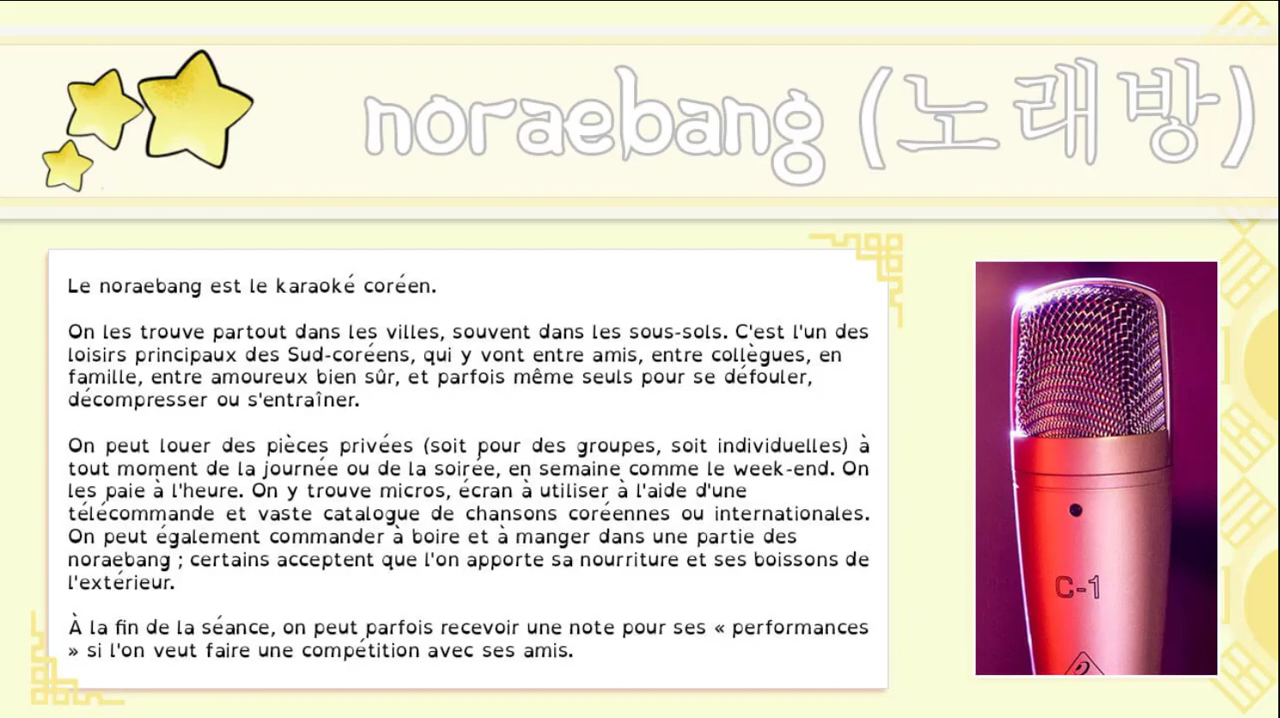 noraebang (노래방)
Le noraebang est le karaoké coréen.
On les trouve partout dans les villes, souvent dans les sous-sols. C'est l'un des
loisirs principaux des Sud-coréens, qui y vont entre amis, entre collègues, en
famille, entre amoureux bien sûr, et parfois même seuls pour se défouler,
décompresser ou s'entraîner.
On peut louer des pièces privées (soit pour des groupes, soit individuelles) à
tout moment de la journée ou de la soirée, en semaine comme le week-end. On
les paie à l'heure. On y trouve micros, écran à utiliser à l'aide d'une
télécommande et vaste catalogue de chansons coréennes ou internationales.
On peut également commander à boire et à manger dans une partie des
noraebang ; certains acceptent que l'on apporte sa nourriture et ses boissons de
l'extérieur.
À la fin de la séance, on peut parfois recevoir une note pour ses « performances
» si l'on veut faire une compétition avec ses amis.
C-1